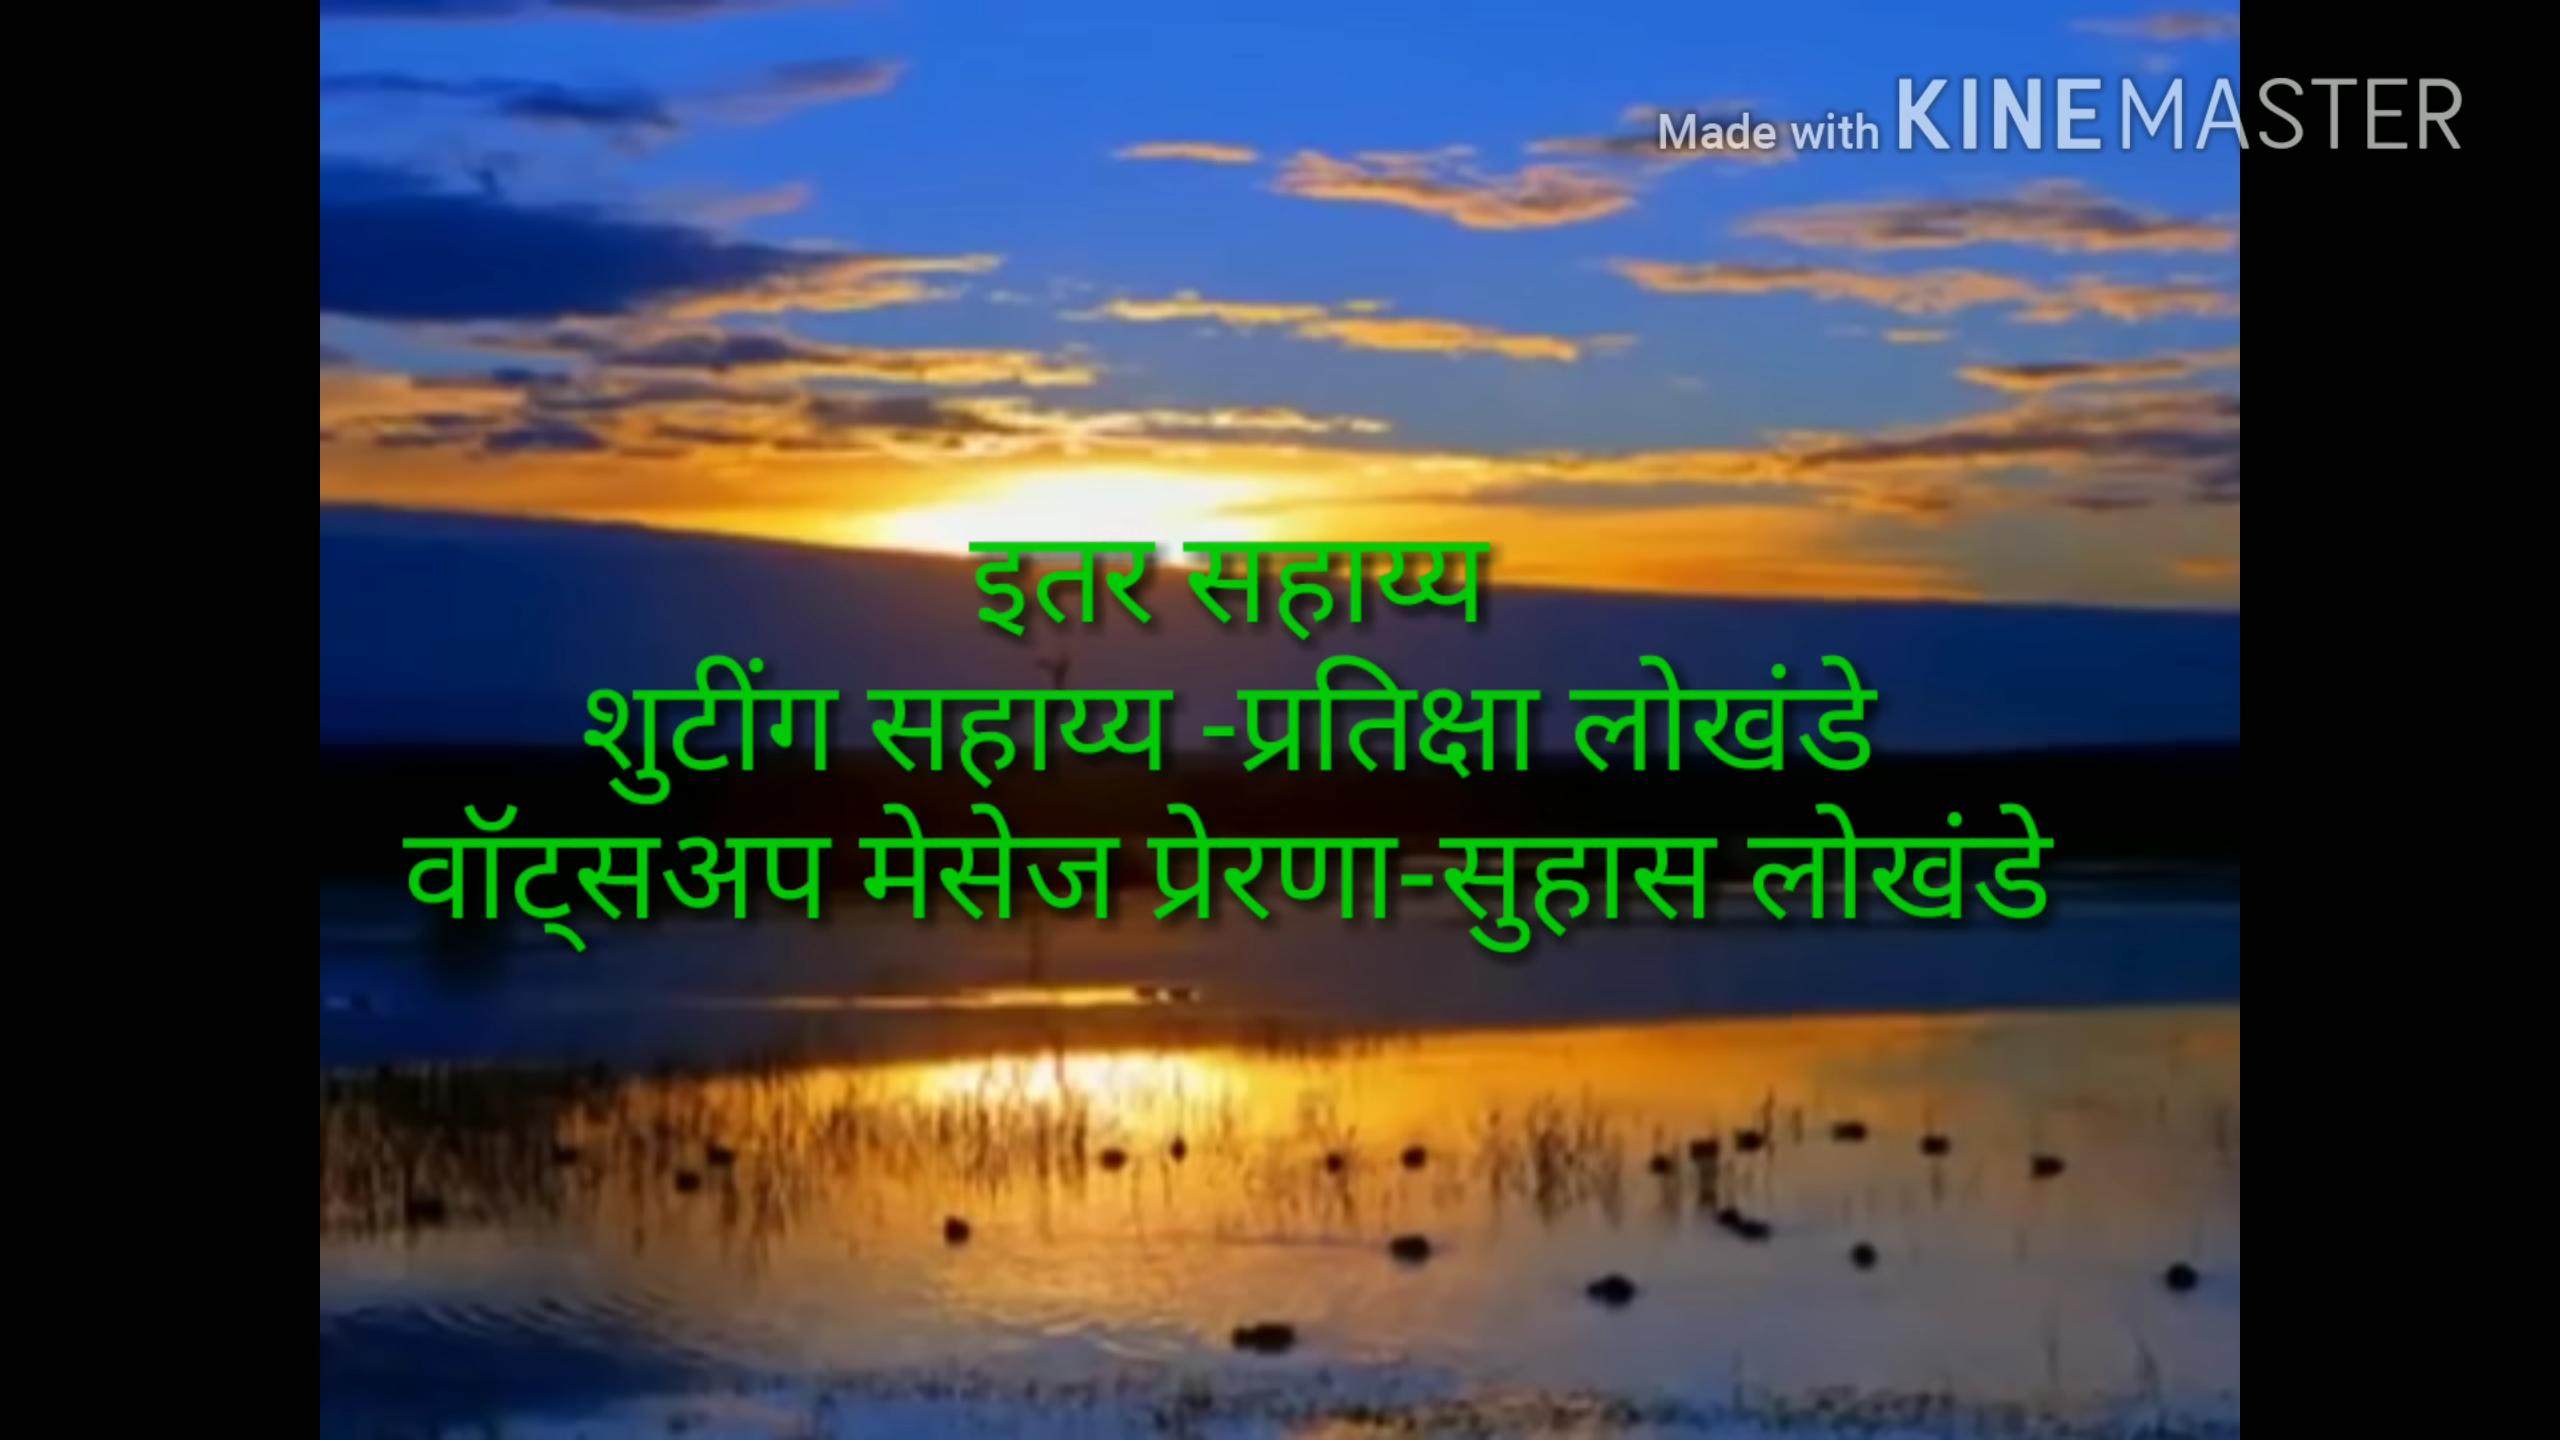 Made with KINEMASTER
इतर सहाय्य
शुटींग सहाय्य -प्रतिक्षा लोखंडे
वॉट्सअप मेसेज प्रेरणा-सुहास लोखंडे